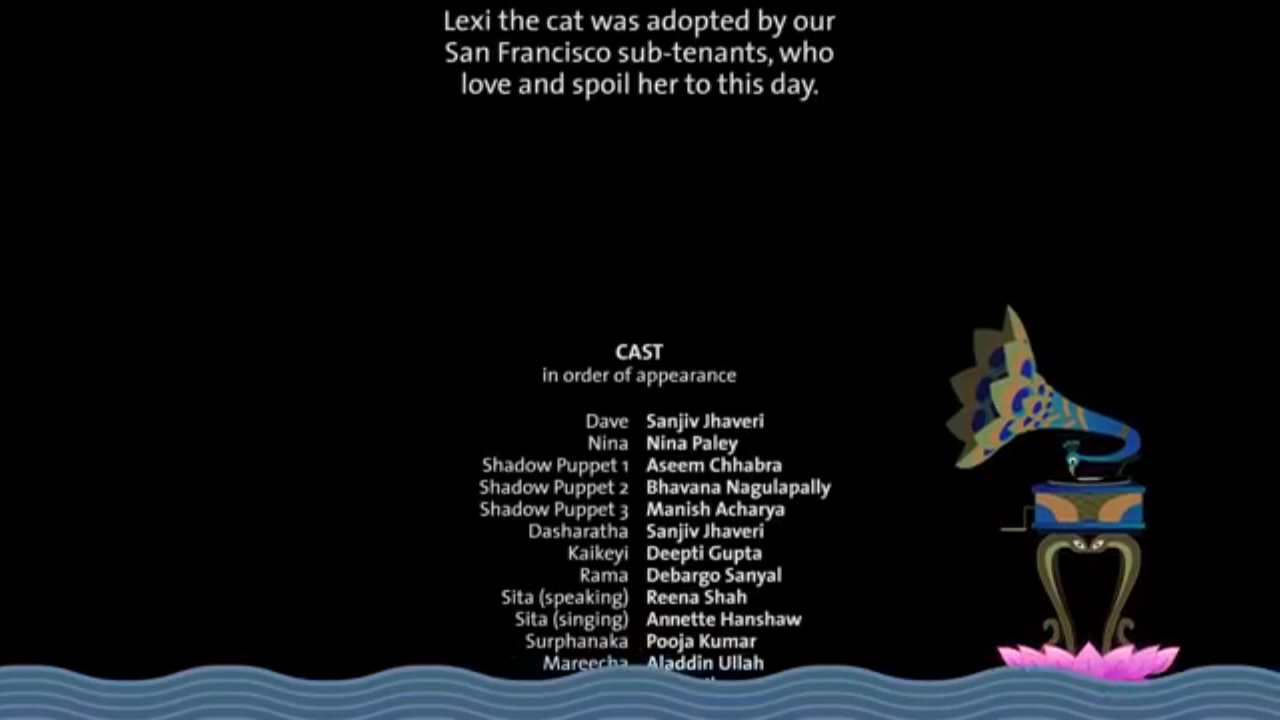 Lexi the cat was adopted by our
San Francisco sub-tenants, who
love and spoil her to this day.
CAST
in order of appearance
Dave Sanjiv Jhaveri
Nina Nina Paley
Shadow Puppet 1 Aseem Chhabra
Shadow Puppet 2 Bhavana Nagulapally
Shadow Puppet 3 Manish Acharya
Dasharatha Sanjiv Jhaveri
Kaikeyi Deepti Gupta
Rama Debargo Sanyal
Sita (speaking) Reena Shah
Sita (singing) Annette Hanshaw
Surphanaka Pooja Kumar
Mareecha Aladdin Ullah